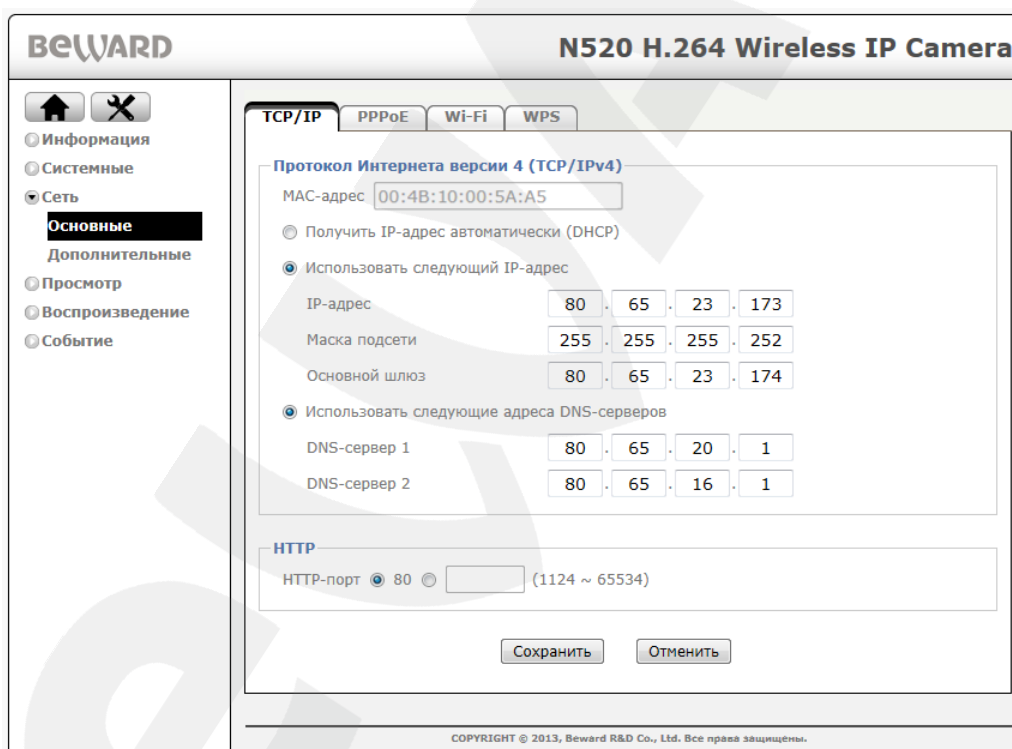 BEWARD
N520 H.264 Wireless IP Camera
Информация
Системные
Сеть
Основные
Дополнительные
Просмотр
Воспроизведение
Событие
TCP/IP PPPoE Wi-Fi WPS
Протокол Интернета версии 4 (TCP/IPv4)
MAC-адрес 00:4B:10:00:5A:A5
Получить IP-адрес автоматически (DHCP)
Использовать следующий IP-адрес
IP-адрес 80 . 65 . 23 . 173
Маска подсети 255 . 255 . 255 . 252
Основной шлюз 80 . 65 . 23 . 174
Использовать следующие адреса DNS-серверов
DNS-сервер 1 80 . 65 . 20 . 1
DNS-сервер 2 80 . 65 . 16 . 1
HTTP
HTTP-порт 80 (1124 ~ 65534)
Сохранить Отменить
COPYRIGHT © 2013, Beward R&D Co., Ltd. Все права защищены.